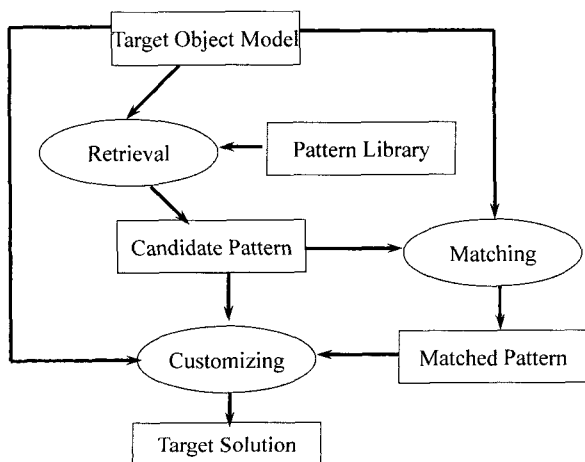 Target Object Model
Retrieval
Pattern Library
Candidate Pattern
Matching
Customizing
Matched Pattern
Target Solution